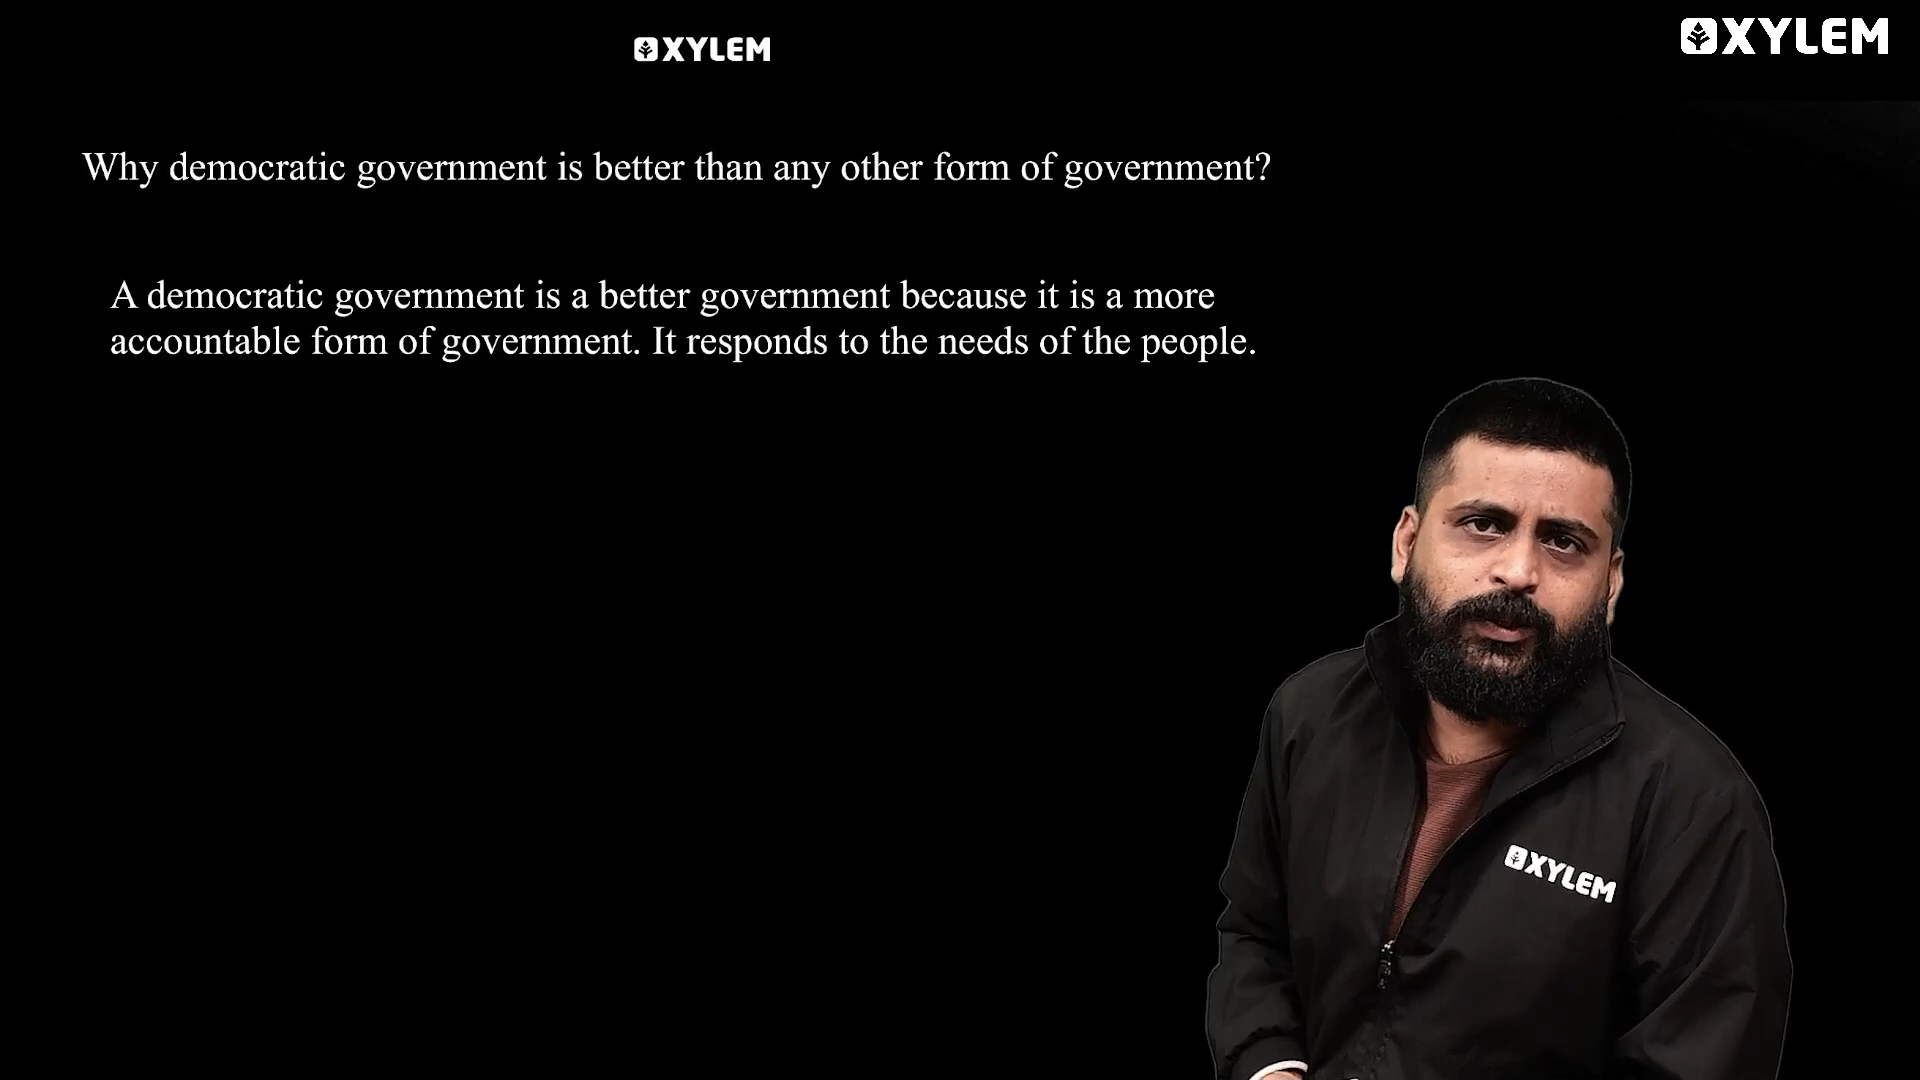 XYLEM
XYLEM
Why democratic government is better than any other form of government?
A democratic government is a better government because it is a more
accountable form of government. It responds to the needs of the people.
XYLEM